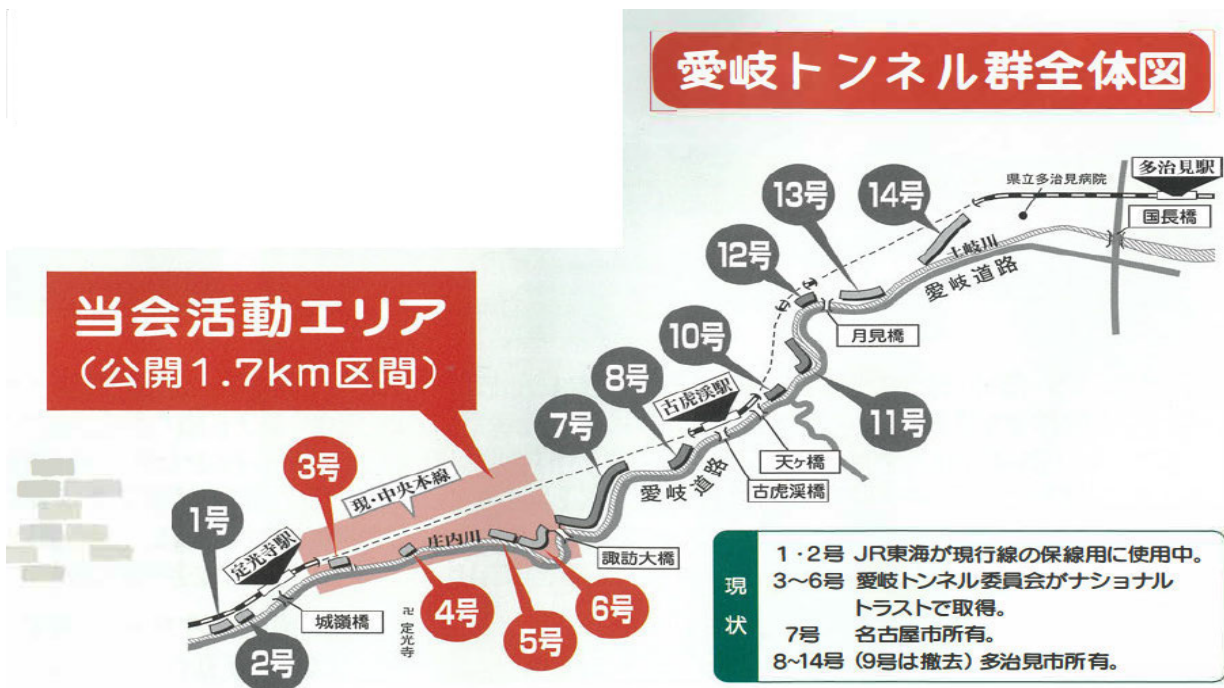 愛岐トンネル群全体図
多治見駅
県立多治見病院
国長橋
14号
13号
土岐川
愛岐道路
12号
月見橋
10号
11号
8号
古虎渓駅
天ヶ橋
古虎渓橋
愛岐道路
7号
当会活動エリア
(公開1.7km区間)
3号
現・中央本線
庄内川
諏訪大橋
1号
定光寺駅
城嶺橋
2号
卍 定光寺
4号
5号
6号
現状
1・2号 JR東海が現行線の保線用に使用中。
3～6号 愛岐トンネル委員会がナショナル
トラストで取得。
7号 名古屋市所有。
8~14号 (9号は撤去) 多治見市所有。